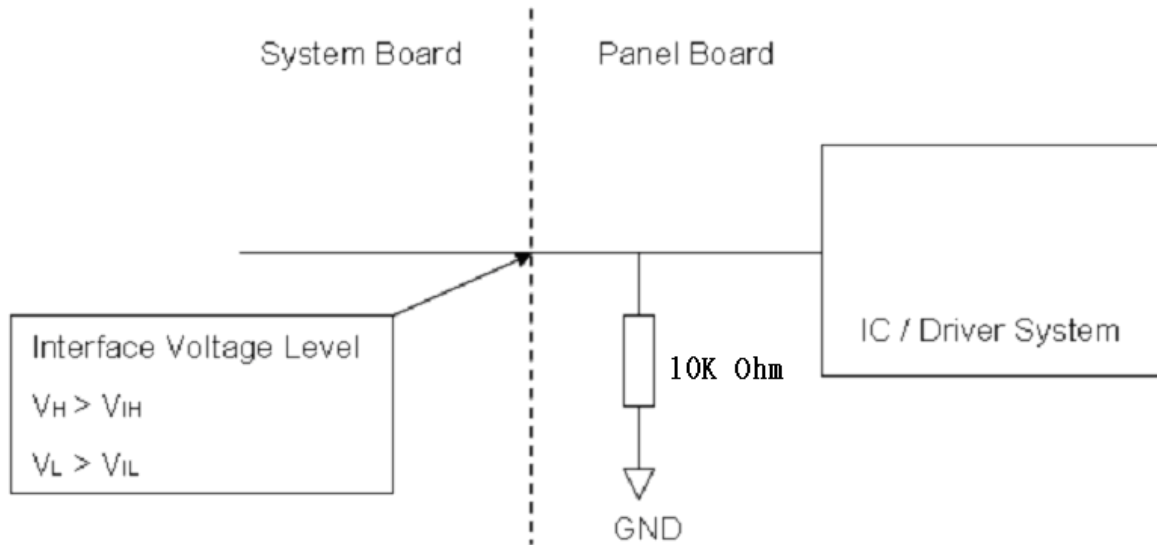 System Board
Panel Board
Interface Voltage Level
VH > VIH
VL > VIL
10K Ohm
IC / Driver System
GND